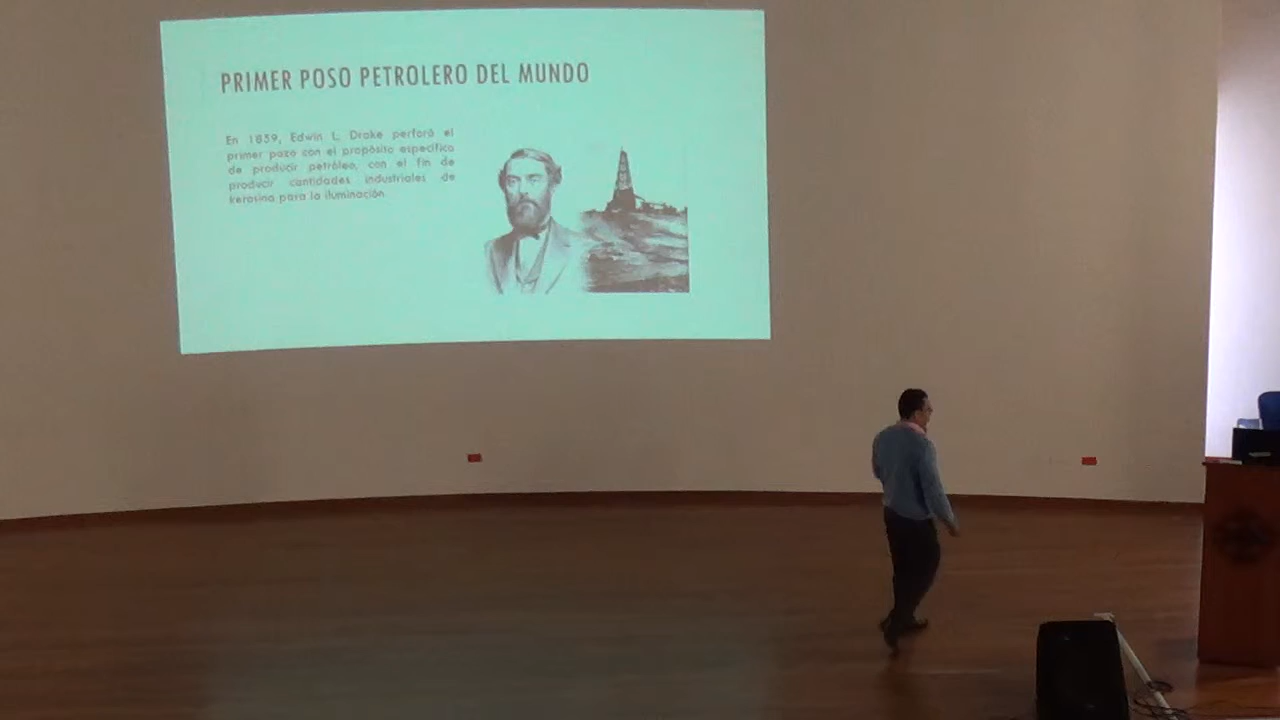 PRIMER POSO PETROLERO DEL MUNDO
En 1859, Edwin L. Drake perforó el
primer pozo con el propósito específico
de producir petróleo, con el fin de
producir cantidades industriales de
kerosina para la iluminación.